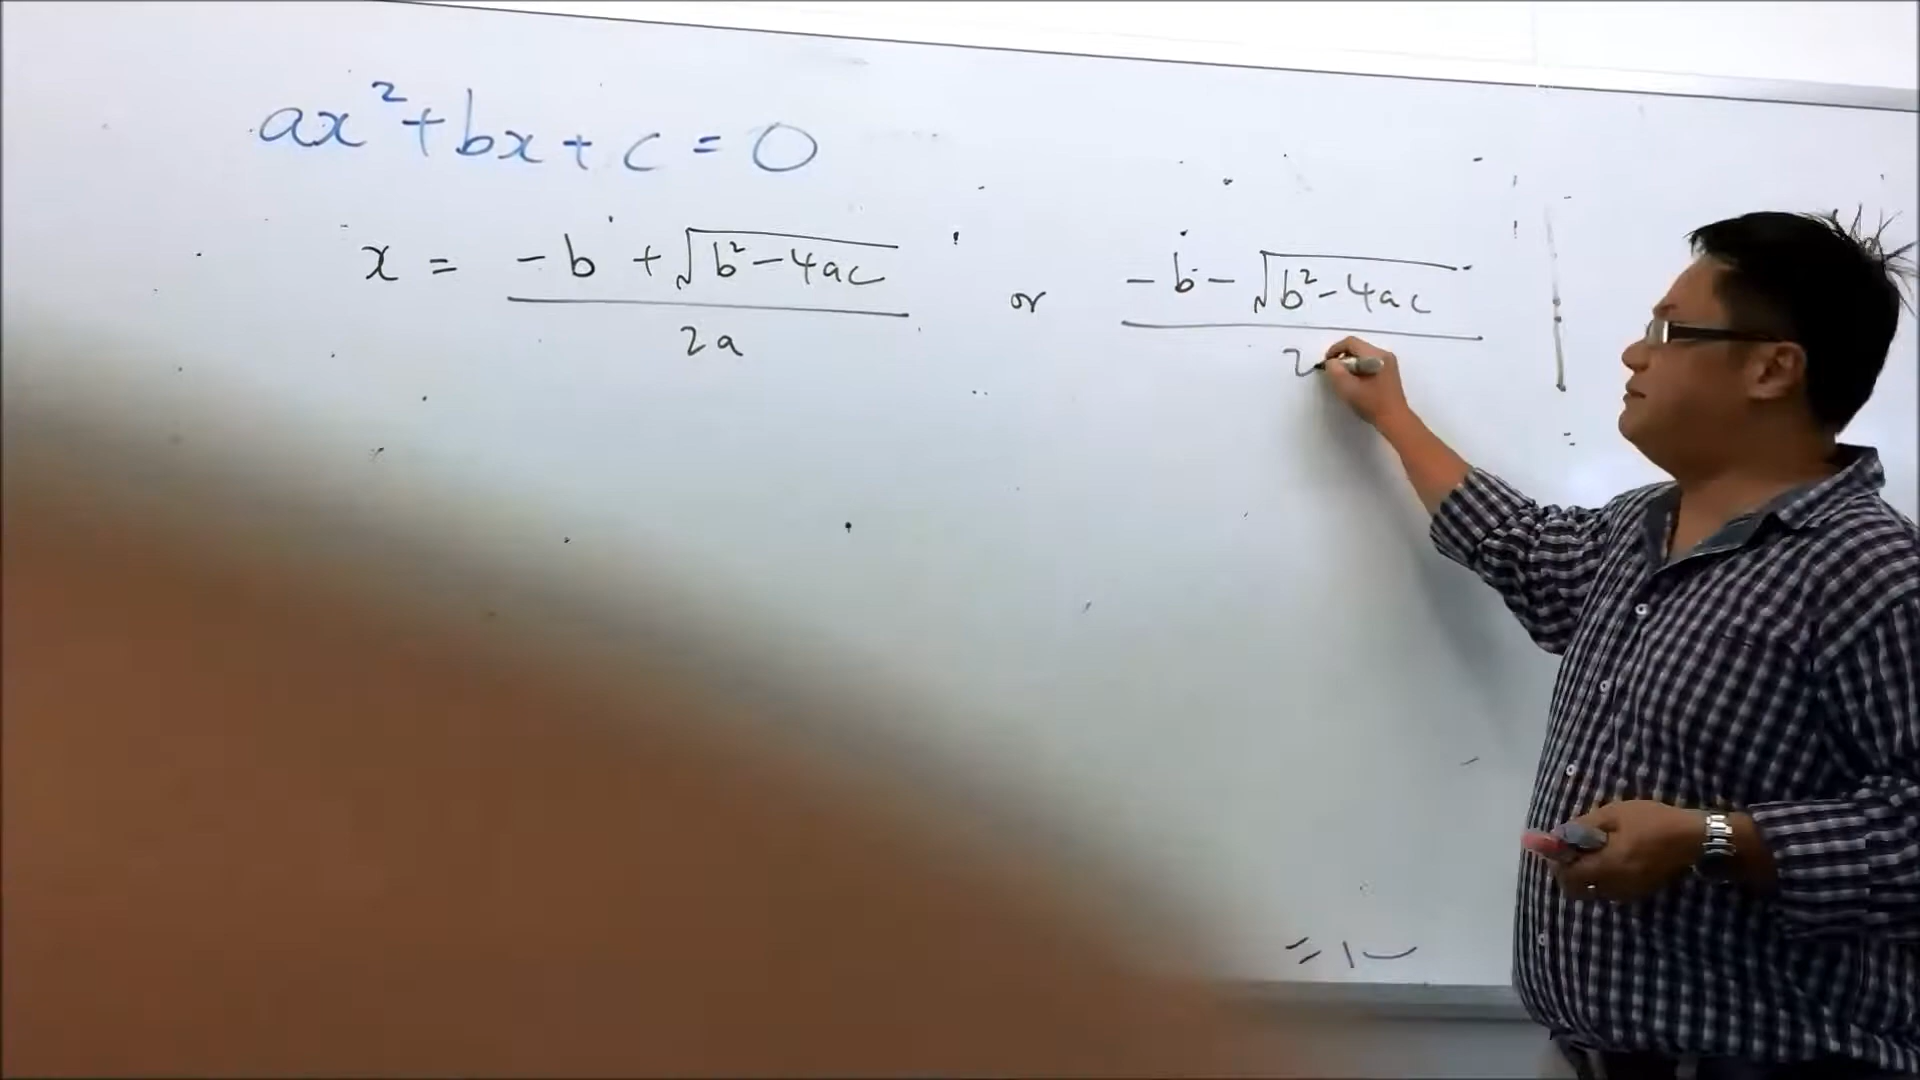 ax²+bx+c=0
x = (-b+√(b²-4ac))/(2a) or (-b-√(b²-4ac))/2